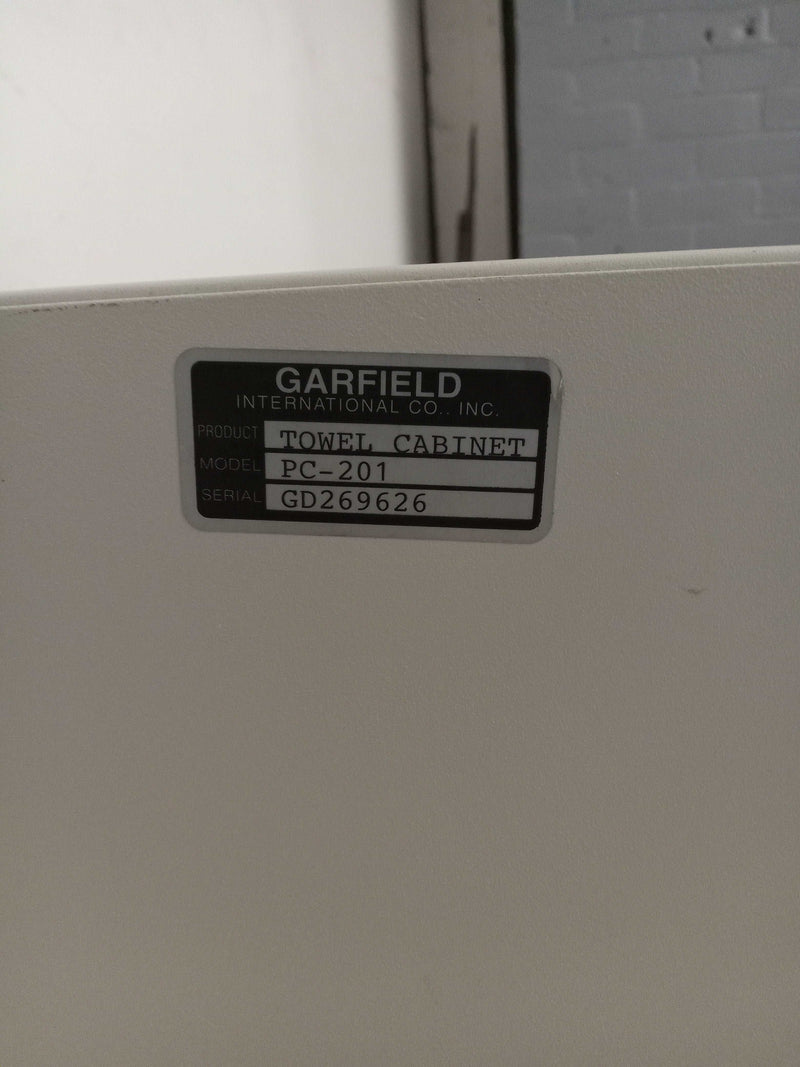 GARFIELD
INTERNATIONAL CO., INC.
PRODUCT TOWEL CABINET
MODEL PC-201
SERIAL GD269626